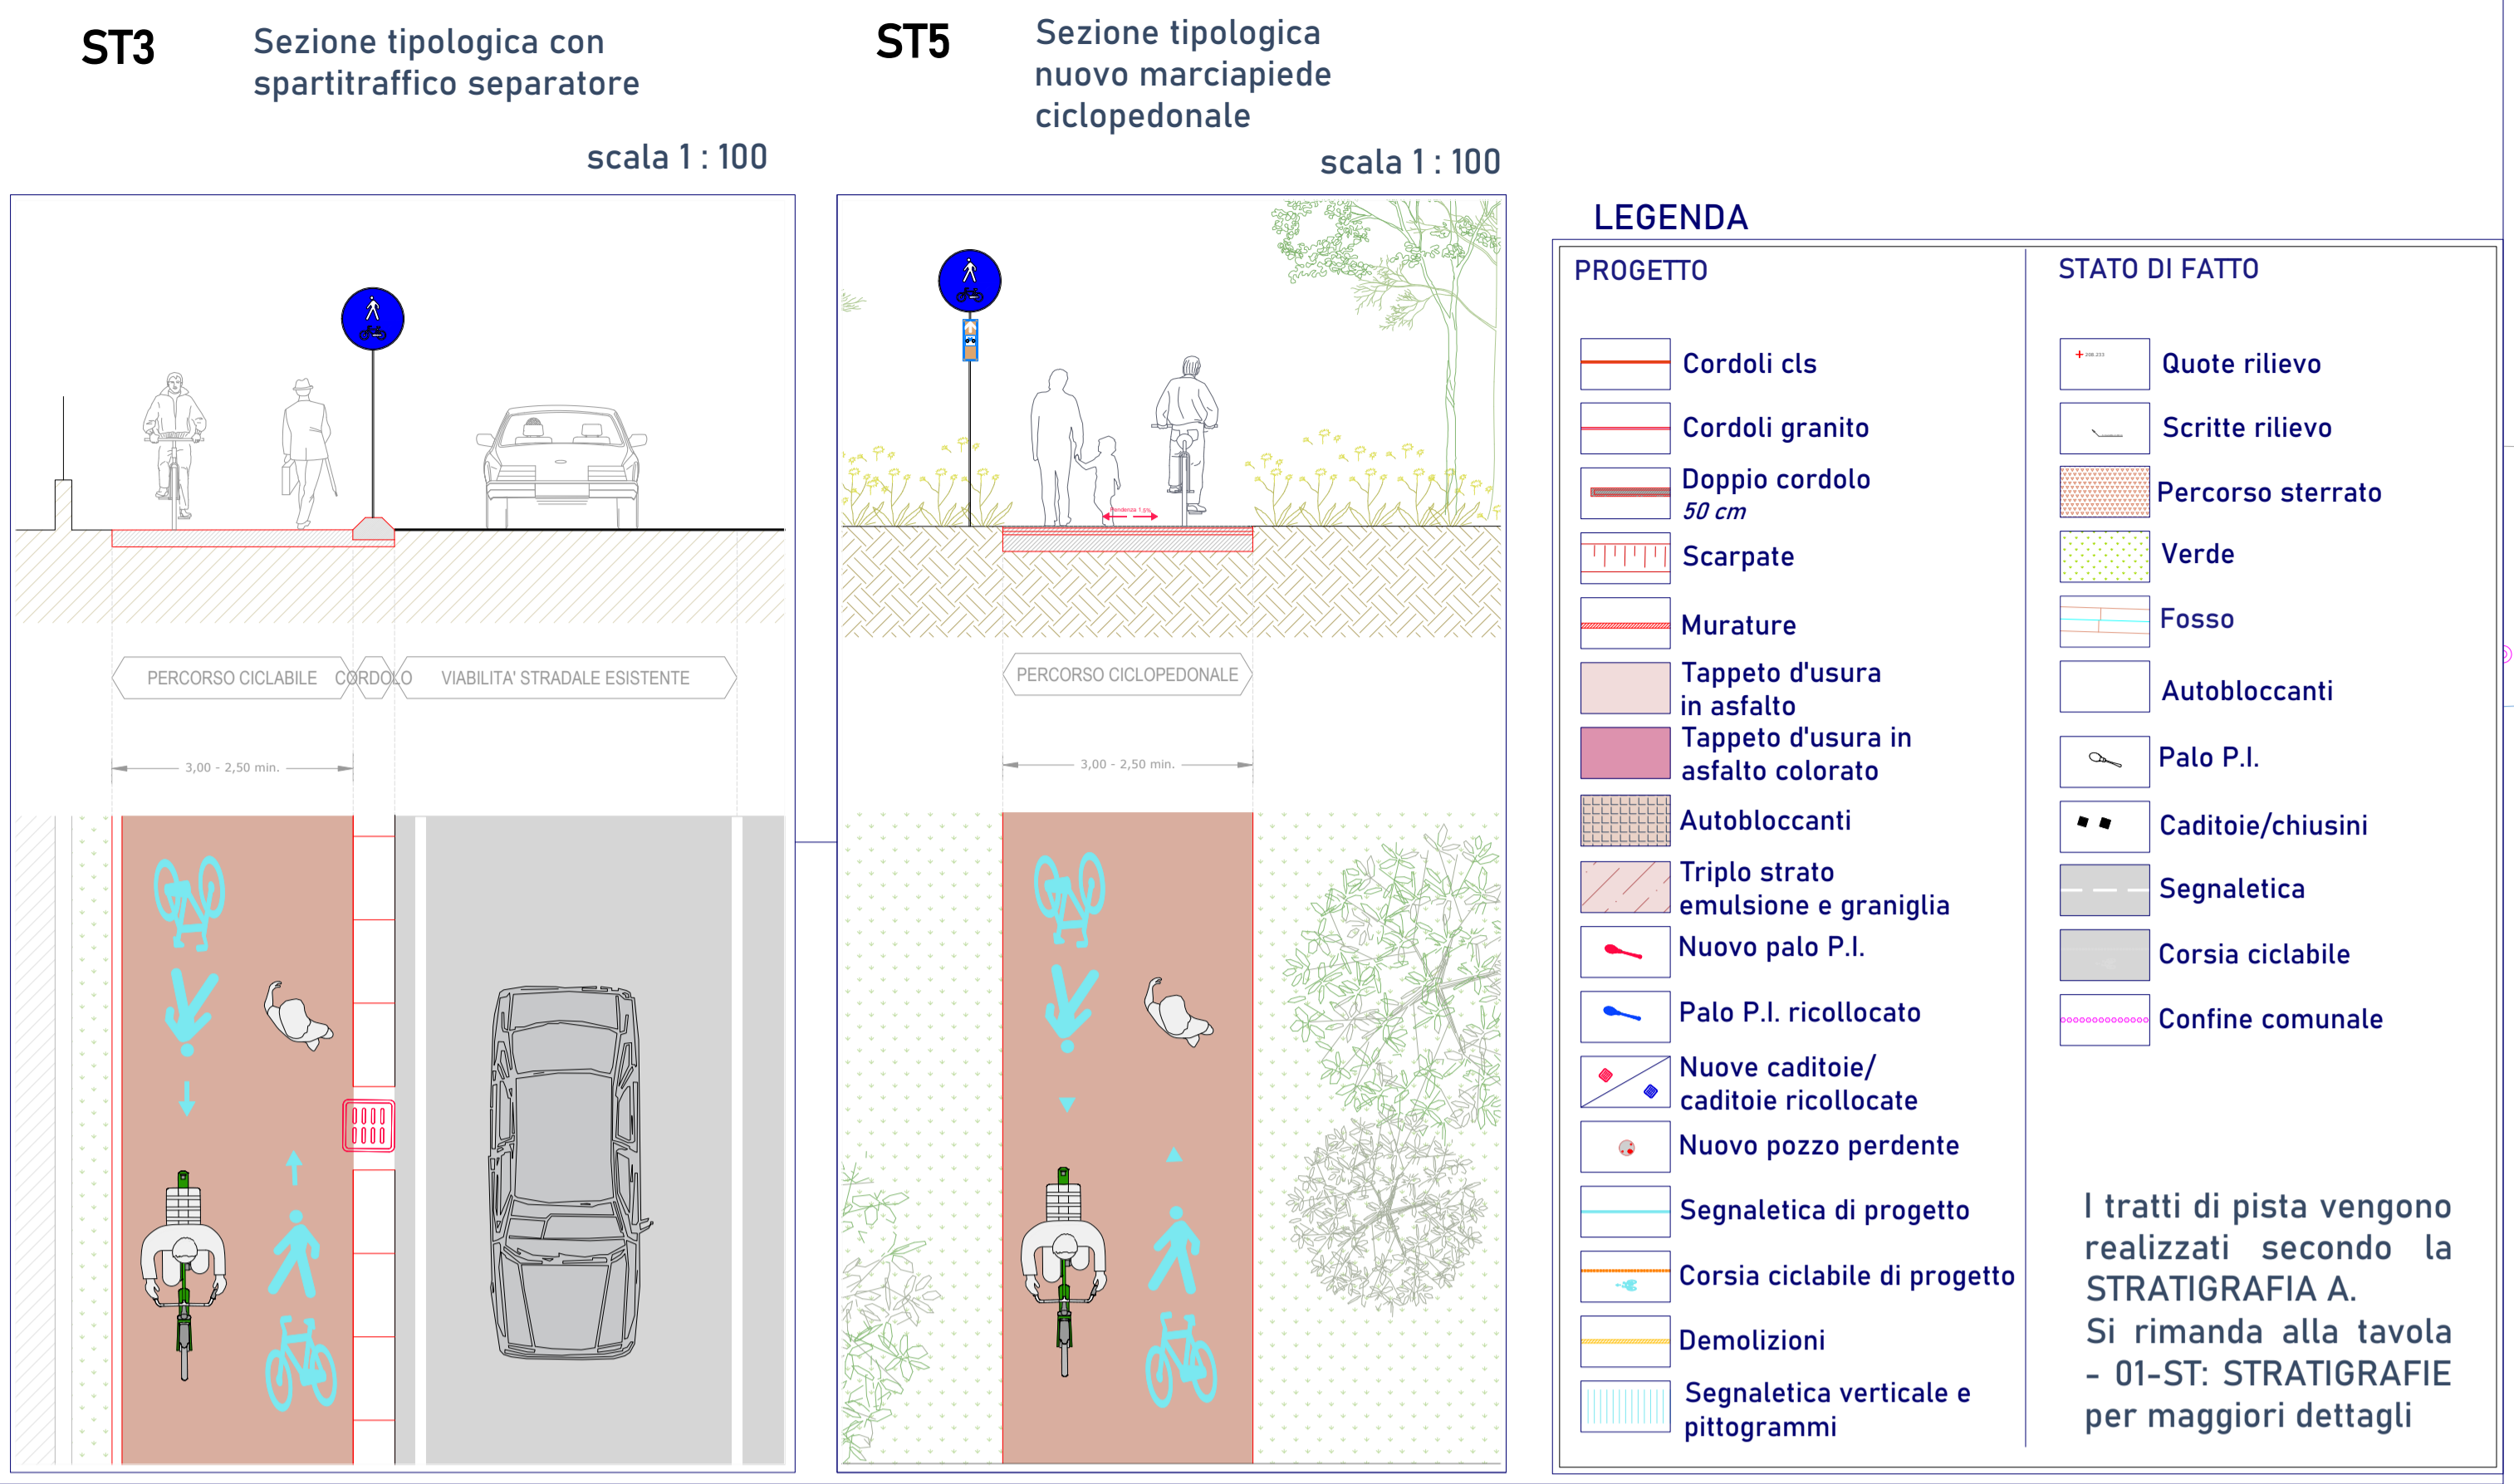 ST3
Sezione tipologica con
spartitraffico separatore
scala 1 : 100
PERCORSO CICLABILE
CORDOLO
VIABILITA' STRADALE ESISTENTE
3,00 - 2,50 min.
ST5
Sezione tipologica
nuovo marciapiede
ciclopedonale
scala 1 : 100
Pendenza 1,5%
PERCORSO CICLOPEDONALE
3,00 - 2,50 min.
LEGENDA
PROGETTO
Cordoli cls
Cordoli granito
Doppio cordolo
50 cm
Scarpate
Murature
Tappeto d'usura
in asfalto
Tappeto d'usura in
asfalto colorato
Autobloccanti
Triplo strato
emulsione e graniglia
Nuovo palo P.I.
Palo P.I. ricollocato
Nuove caditoie/
caditoie ricollocate
Nuovo pozzo perdente
Segnaletica di progetto
Corsia ciclabile di progetto
Demolizioni
Segnaletica verticale e
pittogrammi
STATO DI FATTO
Quote rilievo
Scritte rilievo
Percorso sterrato
Verde
Fosso
Autobloccanti
Palo P.I.
Caditoie/chiusini
Segnaletica
Corsia ciclabile
Confine comunale
I tratti di pista vengono
realizzati secondo la
STRATIGRAFIA A.
Si rimanda alla tavola
- 01-ST: STRATIGRAFIE
per maggiori dettagli